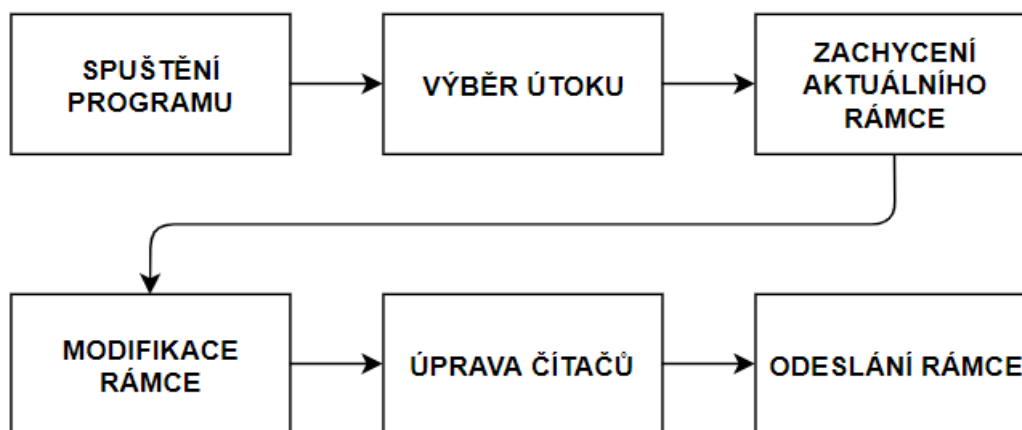 SPUŠTĚNÍ
PROGRAMU
VÝBĚR ÚTOKU
ZACHYCENÍ
AKTUÁLNÍHO
RÁMCE
MODIFIKACE
RÁMCE
ÚPRAVA ČÍTAČŮ
ODESLÁNÍ RÁMCE